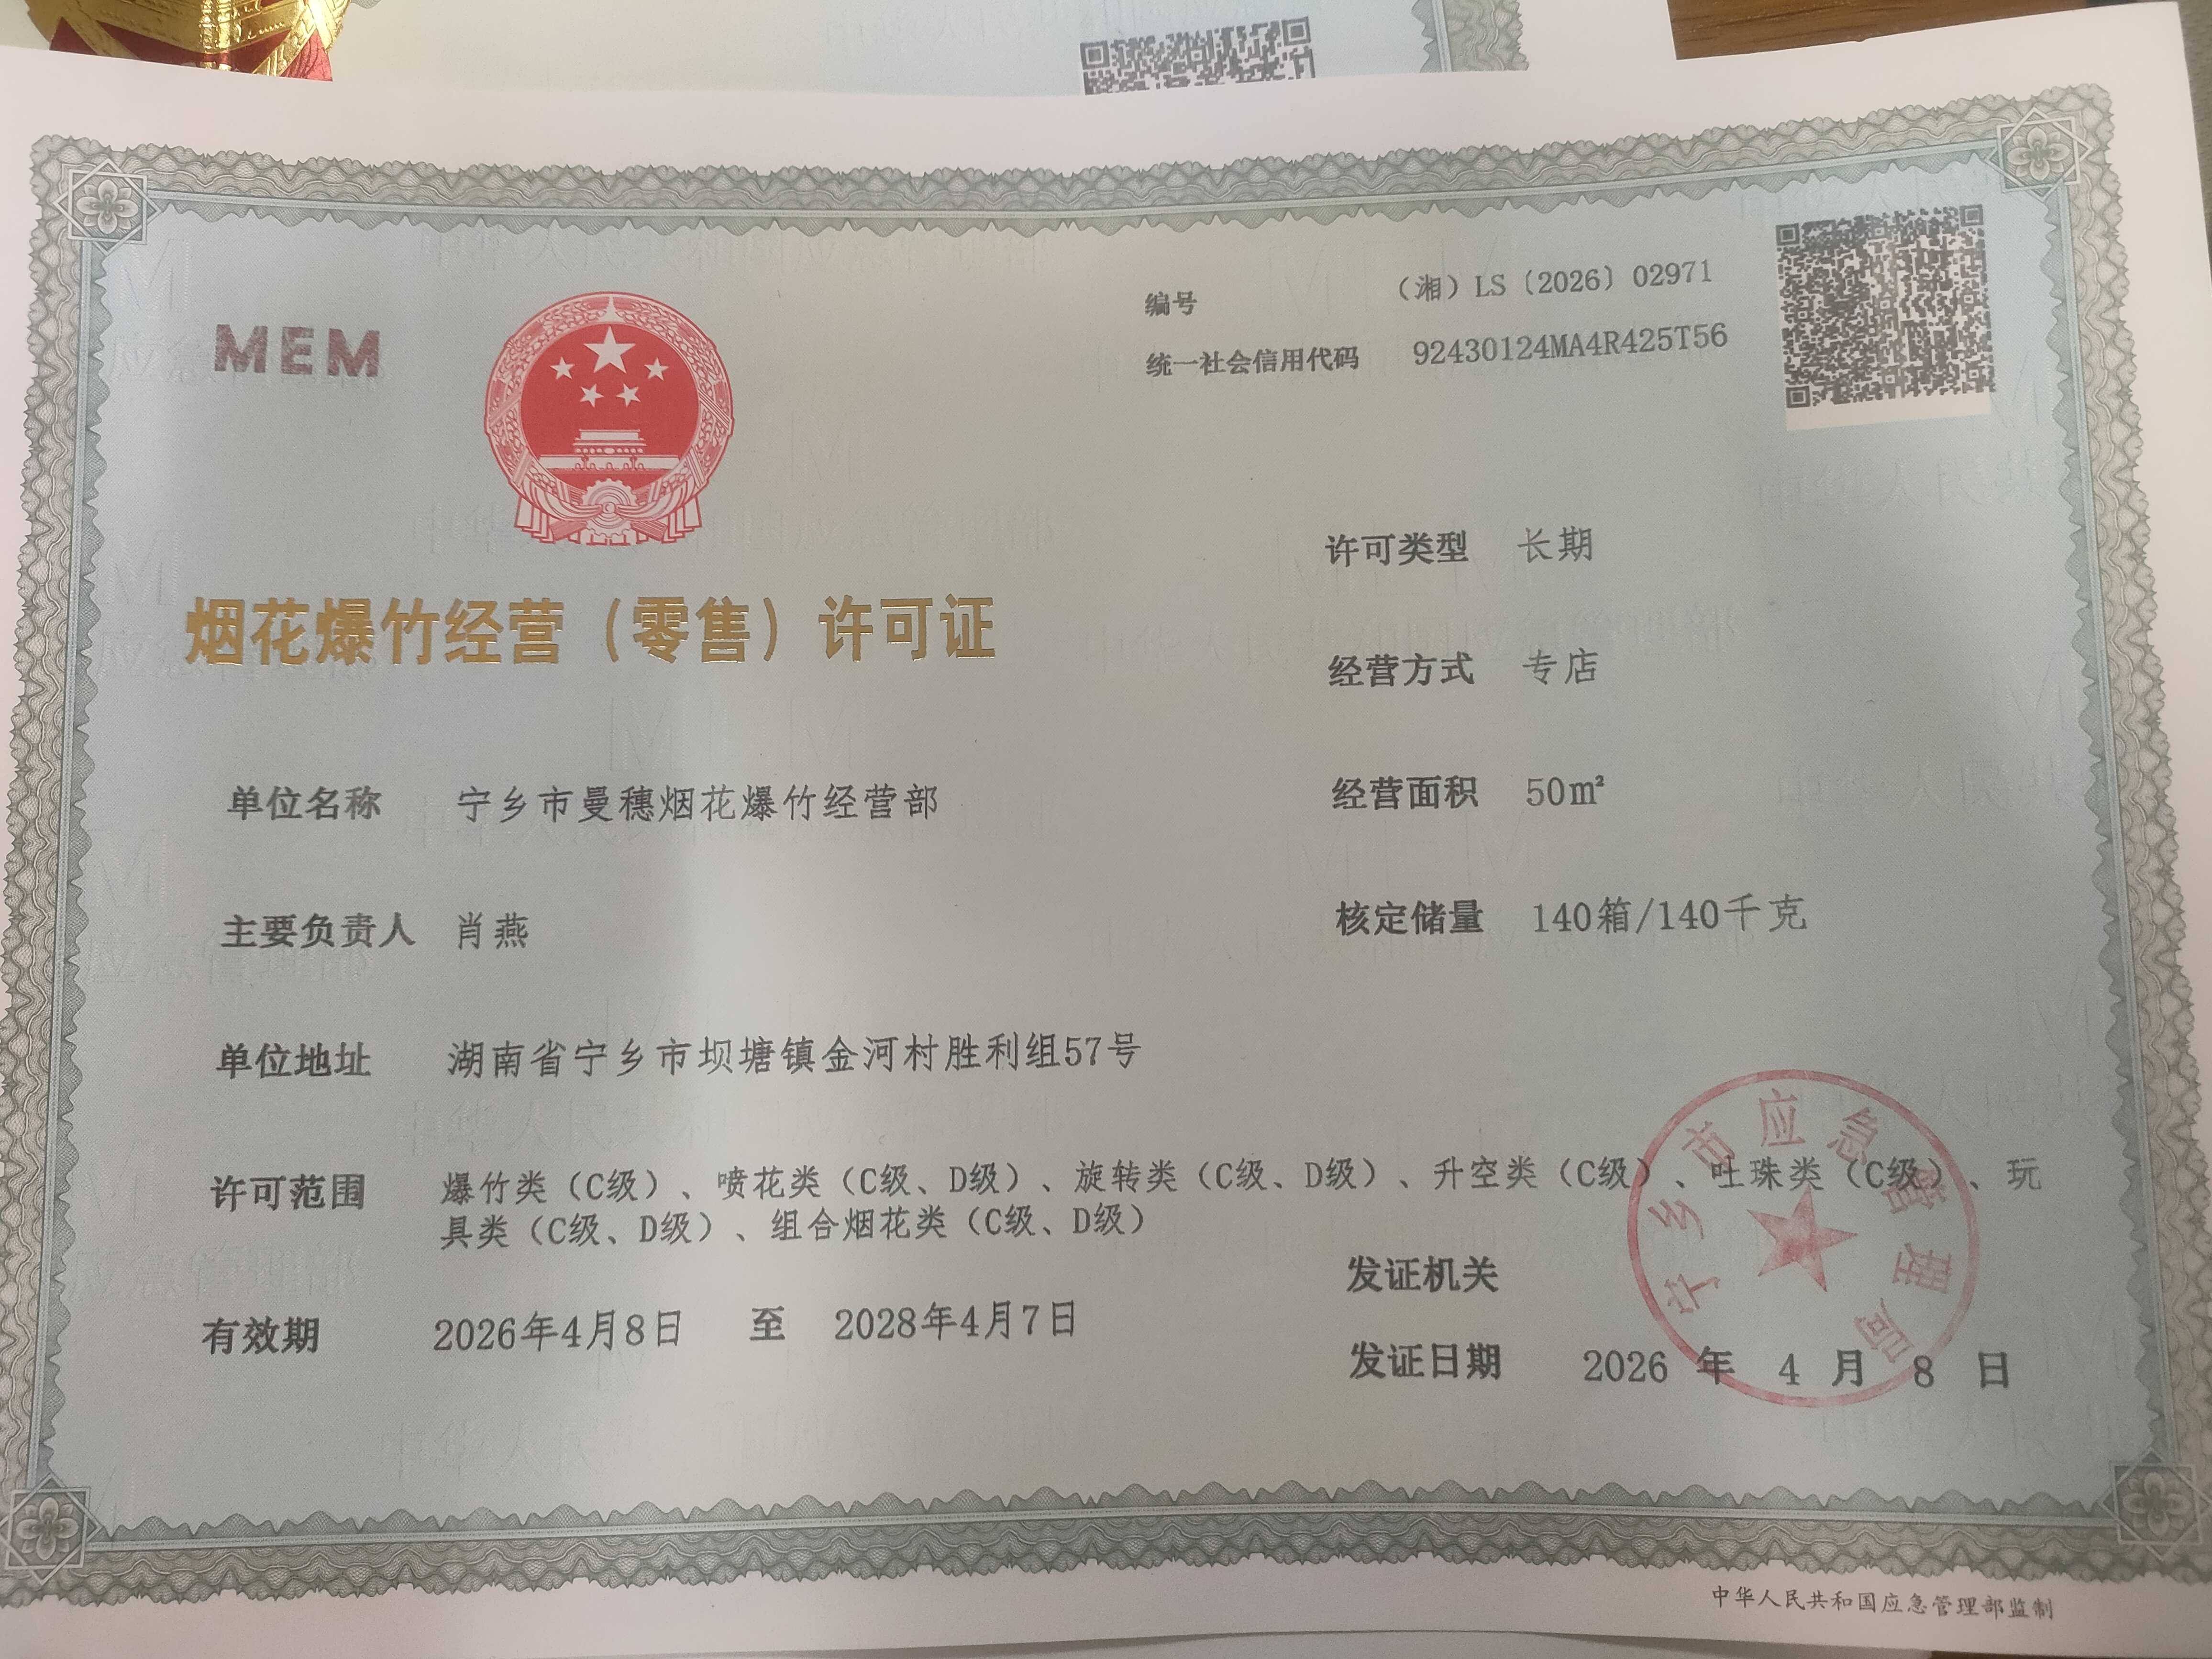 MEM
编号 （湘）LS〔2026〕02971
统一社会信用代码 92430124MA4R425T56
烟花爆竹经营（零售）许可证
许可类型 长期
经营方式 专店
经营面积 50㎡
核定储量 140箱/140千克
单位名称 宁乡市曼穗烟花爆竹经营部
主要负责人 肖燕
单位地址 湖南省宁乡市坝塘镇金河村胜利组57号
许可范围 爆竹类（C级）、喷花类（C级、D级）、旋转类（C级、D级）、升空类（C级）、吐珠类（C级）、玩
具类（C级、D级）、组合烟花类（C级、D级）
有效期 2026年4月8日 至 2028年4月7日
发证机关
宁乡市应急管理局
发证日期 2026 年 4 月 8 日
中华人民共和国应急管理部监制